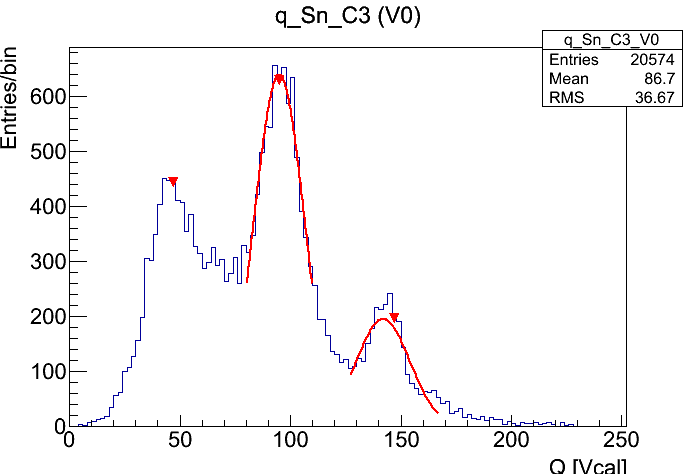 q_Sn_C3 (V0)
q_Sn_C3_V0
Entries 20574
Mean 86.7
RMS 36.67
Entries/bin
600
500
400
300
200
100
0
0 50 100 150 200 250
Q [Vcal]